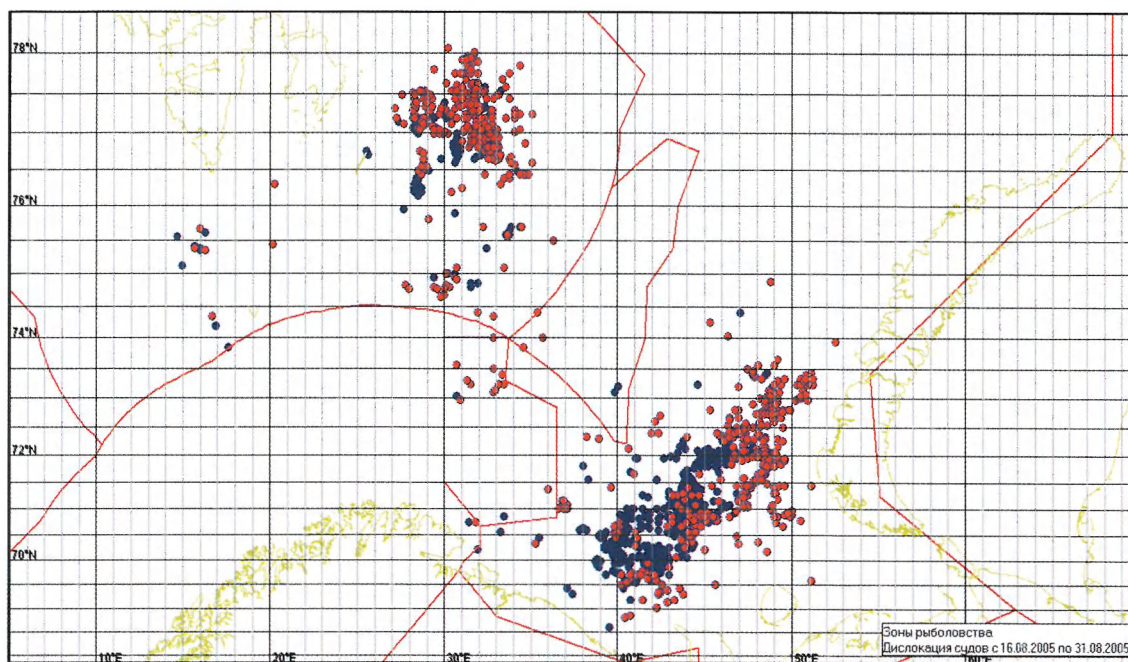 78°N
76°N
74°N
72°N
70°N
10°E
20°E
30°E
40°E
50°E
60°E
Зоны рыболовства
Дислокация судов с 16.08.2005 по 31.08.2005